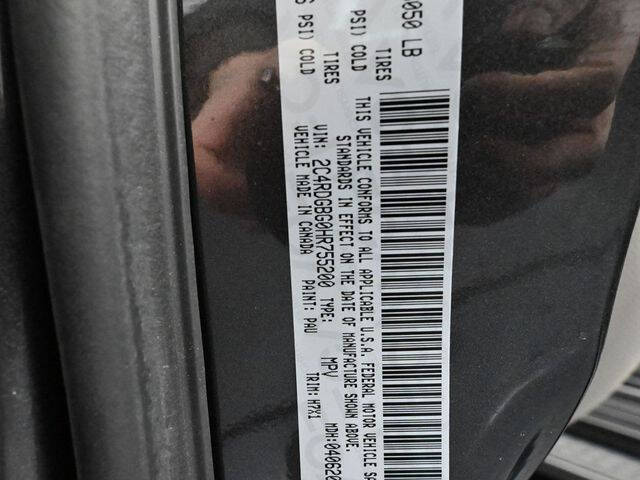 050 LB
TIRES
PSI) COLD
TIRES
S PSI) COLD
THIS VEHICLE CONFORMS TO ALL APPLICABLE U.S.A. FEDERAL MOTOR VEHICLE SA
STANDARDS IN EFFECT ON THE DATE OF MANUFACTURE SHOWN ABOVE.
VIN: 2C4RDGBG0HR755200 TYPE: MPV MDH:040620
VEHICLE MADE IN CANADA PAINT: PAU TRIM: H7X1